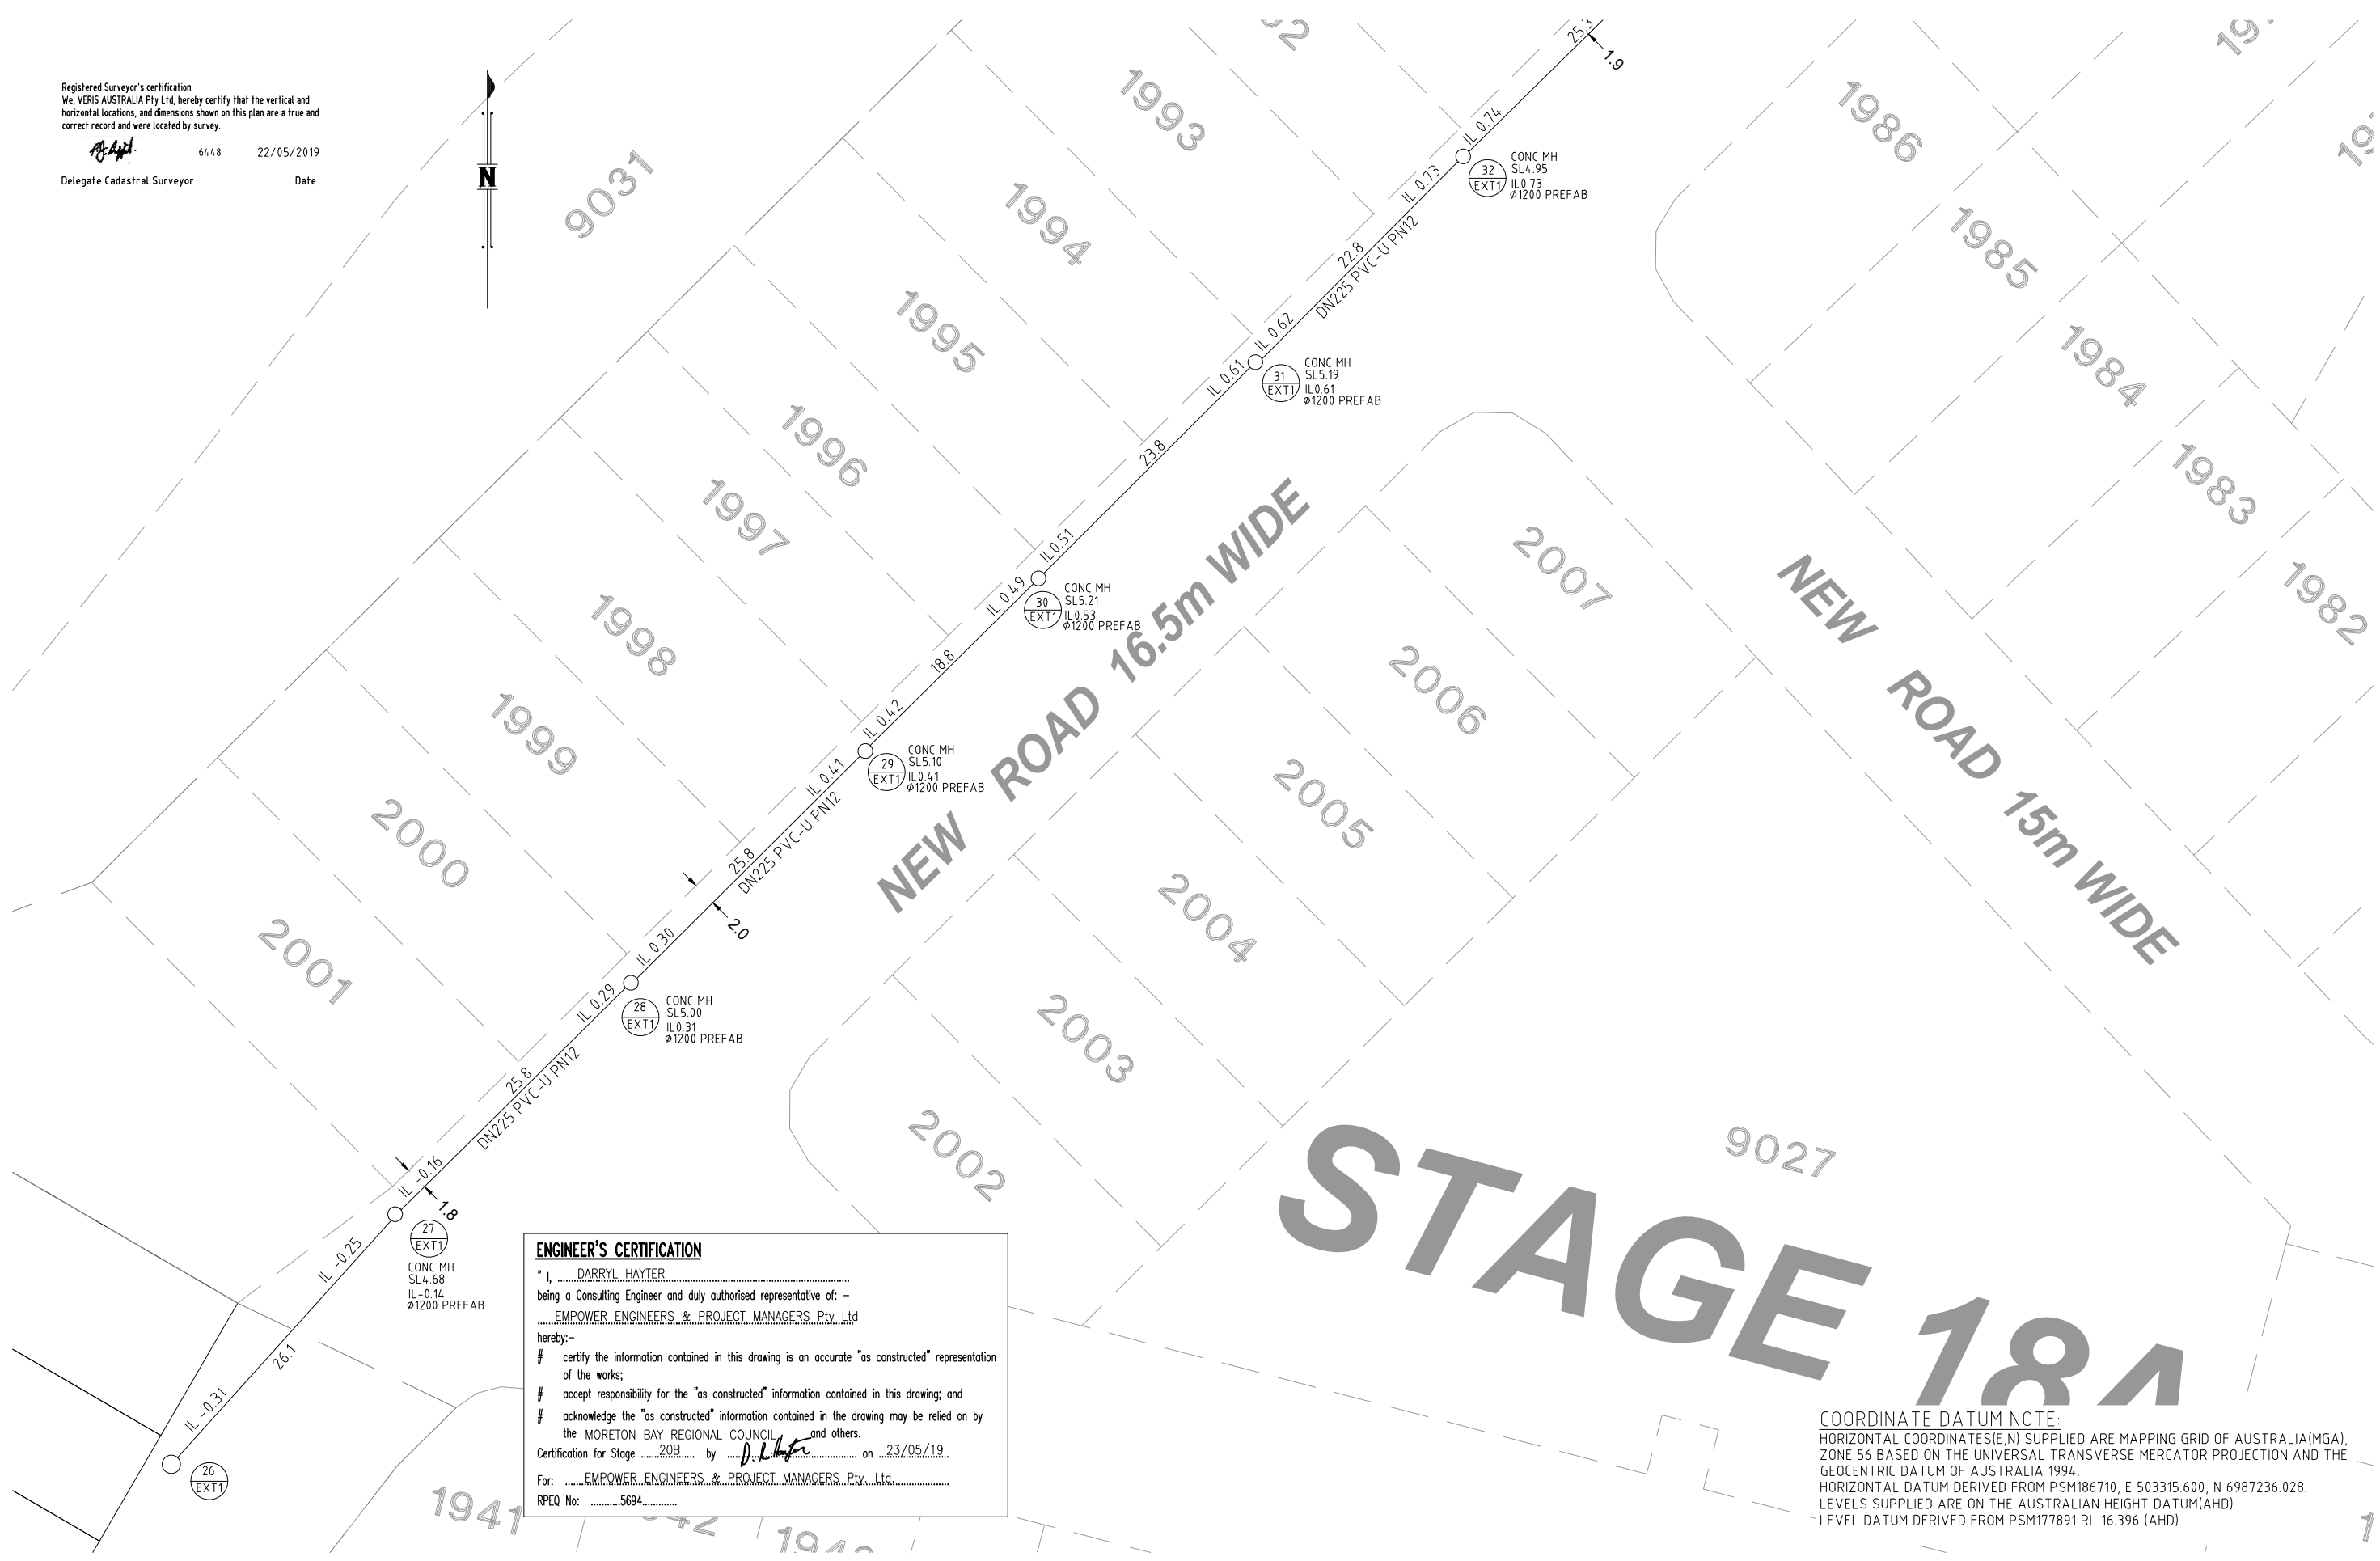 Registered Surveyor's certification
We, VERIS AUSTRALIA Pty Ltd, hereby certify that the vertical and
horizontal locations, and dimensions shown on this plan are a true and
correct record and were located by survey.
6448 22/05/2019
Delegate Cadastral Surveyor Date
N
9031
1993
1994
1995
1996
1997
1998
1999
2000
2001
1986
1985
1984
1983
1982
2007
2006
2005
2004
2003
2002
9027
1941
1.9
IL 0.74
32
EXT1
CONC MH
SL4.95
IL0.73
Ø1200 PREFAB
IL 0.73
22.8
DN225 PVC-U PN12
IL 0.62
31
EXT1
CONC MH
SL5.19
IL0.61
Ø1200 PREFAB
IL 0.61
23.8
IL0.51
30
EXT1
CONC MH
SL5.21
IL0.53
Ø1200 PREFAB
IL 0.49
18.8
IL 0.42
29
EXT1
CONC MH
SL5.10
IL0.41
Ø1200 PREFAB
IL 0.41
25.8
DN225 PVC-U PN12
2.0
IL 0.30
28
EXT1
CONC MH
SL5.00
IL0.31
Ø1200 PREFAB
IL 0.29
25.8
DN225 PVC-U PN12
IL -0.16
1.8
27
EXT1
CONC MH
SL4.68
IL-0.14
Ø1200 PREFAB
IL -0.25
26.1
IL -0.31
26
EXT1
NEW ROAD 16.5m WIDE
NEW ROAD 15m WIDE
STAGE 18A
ENGINEER'S CERTIFICATION
" I, DARRYL HAYTER
being a Consulting Engineer and duly authorised representative of: -
EMPOWER ENGINEERS & PROJECT MANAGERS Pty Ltd
hereby:-
# certify the information contained in this drawing is an accurate "as constructed" representation
of the works;
# accept responsibility for the "as constructed" information contained in this drawing; and
# acknowledge the "as constructed" information contained in the drawing may be relied on by
the MORETON BAY REGIONAL COUNCIL and others.
Certification for Stage 20B by on 23/05/19
For: EMPOWER ENGINEERS & PROJECT MANAGERS Pty. Ltd.
RPEQ No: 5694
COORDINATE DATUM NOTE:
HORIZONTAL COORDINATES(E,N) SUPPLIED ARE MAPPING GRID OF AUSTRALIA(MGA),
ZONE 56 BASED ON THE UNIVERSAL TRANSVERSE MERCATOR PROJECTION AND THE
GEOCENTRIC DATUM OF AUSTRALIA 1994.
HORIZONTAL DATUM DERIVED FROM PSM186710, E 503315.600, N 6987236.028.
LEVELS SUPPLIED ARE ON THE AUSTRALIAN HEIGHT DATUM(AHD)
LEVEL DATUM DERIVED FROM PSM177891 RL 16.396 (AHD)